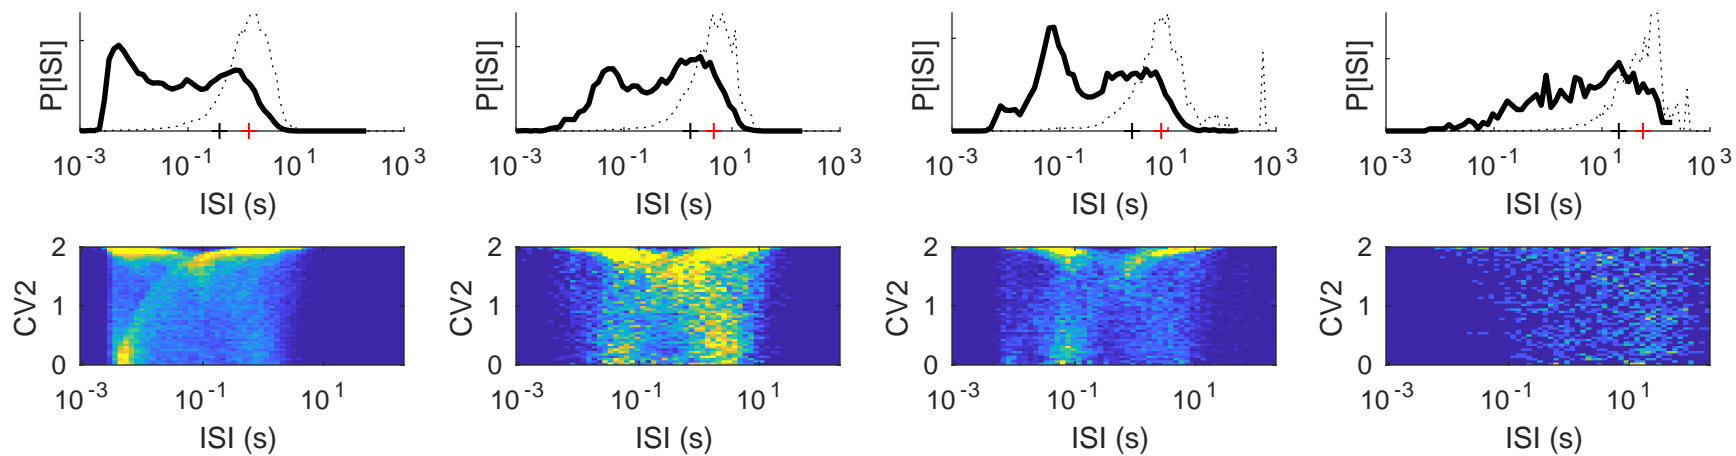 P[ISI] P[ISI] P[ISI] P[ISI]
10^-3 10^-1 10^1 10^3 10^-3 10^-1 10^1 10^3 10^-3 10^-1 10^1 10^3 10^-3 10^-1 10^1 10^3
ISI (s) ISI (s) ISI (s) ISI (s)
2 2 2 2
CV2 1 CV2 1 CV2 1 CV2 1
0 0 0 0
10^-3 10^-1 10^1 10^-3 10^-1 10^1 10^-3 10^-1 10^1 10^-1 10^1
ISI (s) ISI (s) ISI (s) ISI (s)